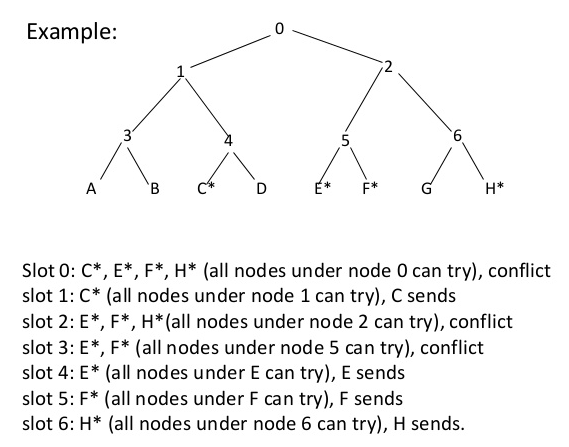 Example:
0
1 2
3 4 5 6
A B C* D E* F* G H*
Slot 0: C*, E*, F*, H* (all nodes under node 0 can try), conflict
slot 1: C* (all nodes under node 1 can try), C sends
slot 2: E*, F*, H*(all nodes under node 2 can try), conflict
slot 3: E*, F* (all nodes under node 5 can try), conflict
slot 4: E* (all nodes under E can try), E sends
slot 5: F* (all nodes under F can try), F sends
slot 6: H* (all nodes under node 6 can try), H sends.